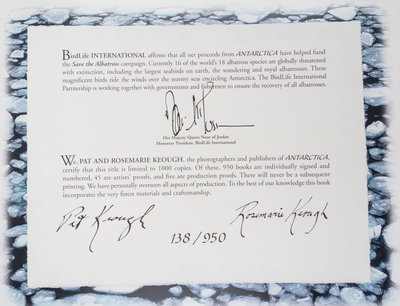 BirdLife INTERNATIONAL affirms that all net proceeds from ANTARCTICA have helped fund
the Save the Albatross campaign. Currently 16 of the world's 18 albatross species are globally threatened
with extinction, including the largest seabirds on earth, the wandering and royal albatrosses. These
magnificent birds ride the winds over the stormy seas encircling Antarctica. The BirdLife International
Partnership is working together with governments and fishermen to ensure the recovery of all albatrosses.
Her Majesty Queen Noor of Jordan
Honorary President, BirdLife International
We, PAT AND ROSEMARIE KEOUGH, the photographers and publishers of ANTARCTICA,
certify that this title is limited to 1000 copies. Of these, 950 books are individually signed and
numbered, 45 are artists' proofs, and five are production proofs. There will never be a subsequent
printing. We have personally overseen all aspects of production. To the best of our knowledge this book
incorporates the very finest materials and craftsmanship.
Pat Keough Rosemarie Keough
138/950